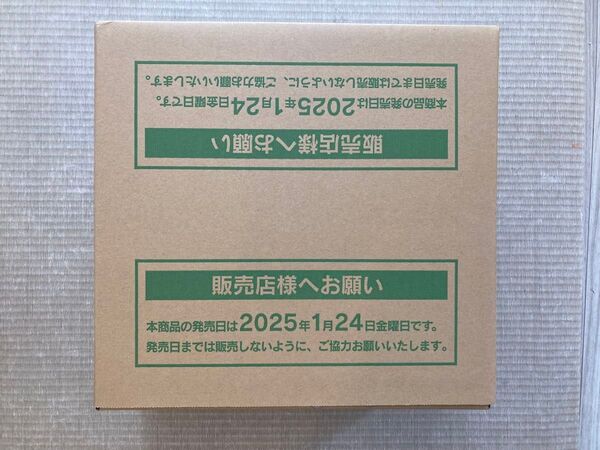 販売店様へお願い
本商品の発売日は2025年1月24日金曜日です。
発売日までは販売しないように、ご協力お願いいたします。
販売店様へお願い
本商品の発売日は2025年1月24日金曜日です。
発売日までは販売しないように、ご協力お願いいたします。